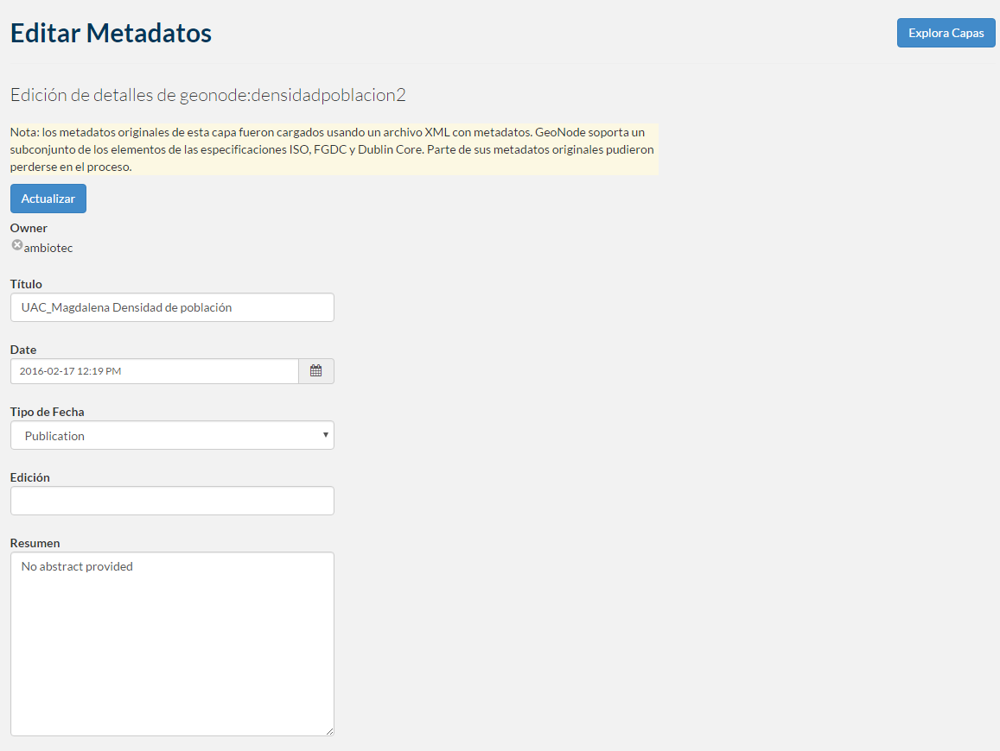 Editar Metadatos
Explora Capas
Edición de detalles de geonode:densidadpoblacion2
Nota: los metadatos originales de esta capa fueron cargados usando un archivo XML con metadatos. GeoNode soporta un
subconjunto de los elementos de las especificaciones ISO, FGDC y Dublin Core. Parte de sus metadatos originales pudieron
perderse en el proceso.
Actualizar
Owner
ambiotec
Título
UAC_Magdalena Densidad de población
Date
2016-02-17 12:19 PM
Tipo de Fecha
Publication
Edición
Resumen
No abstract provided